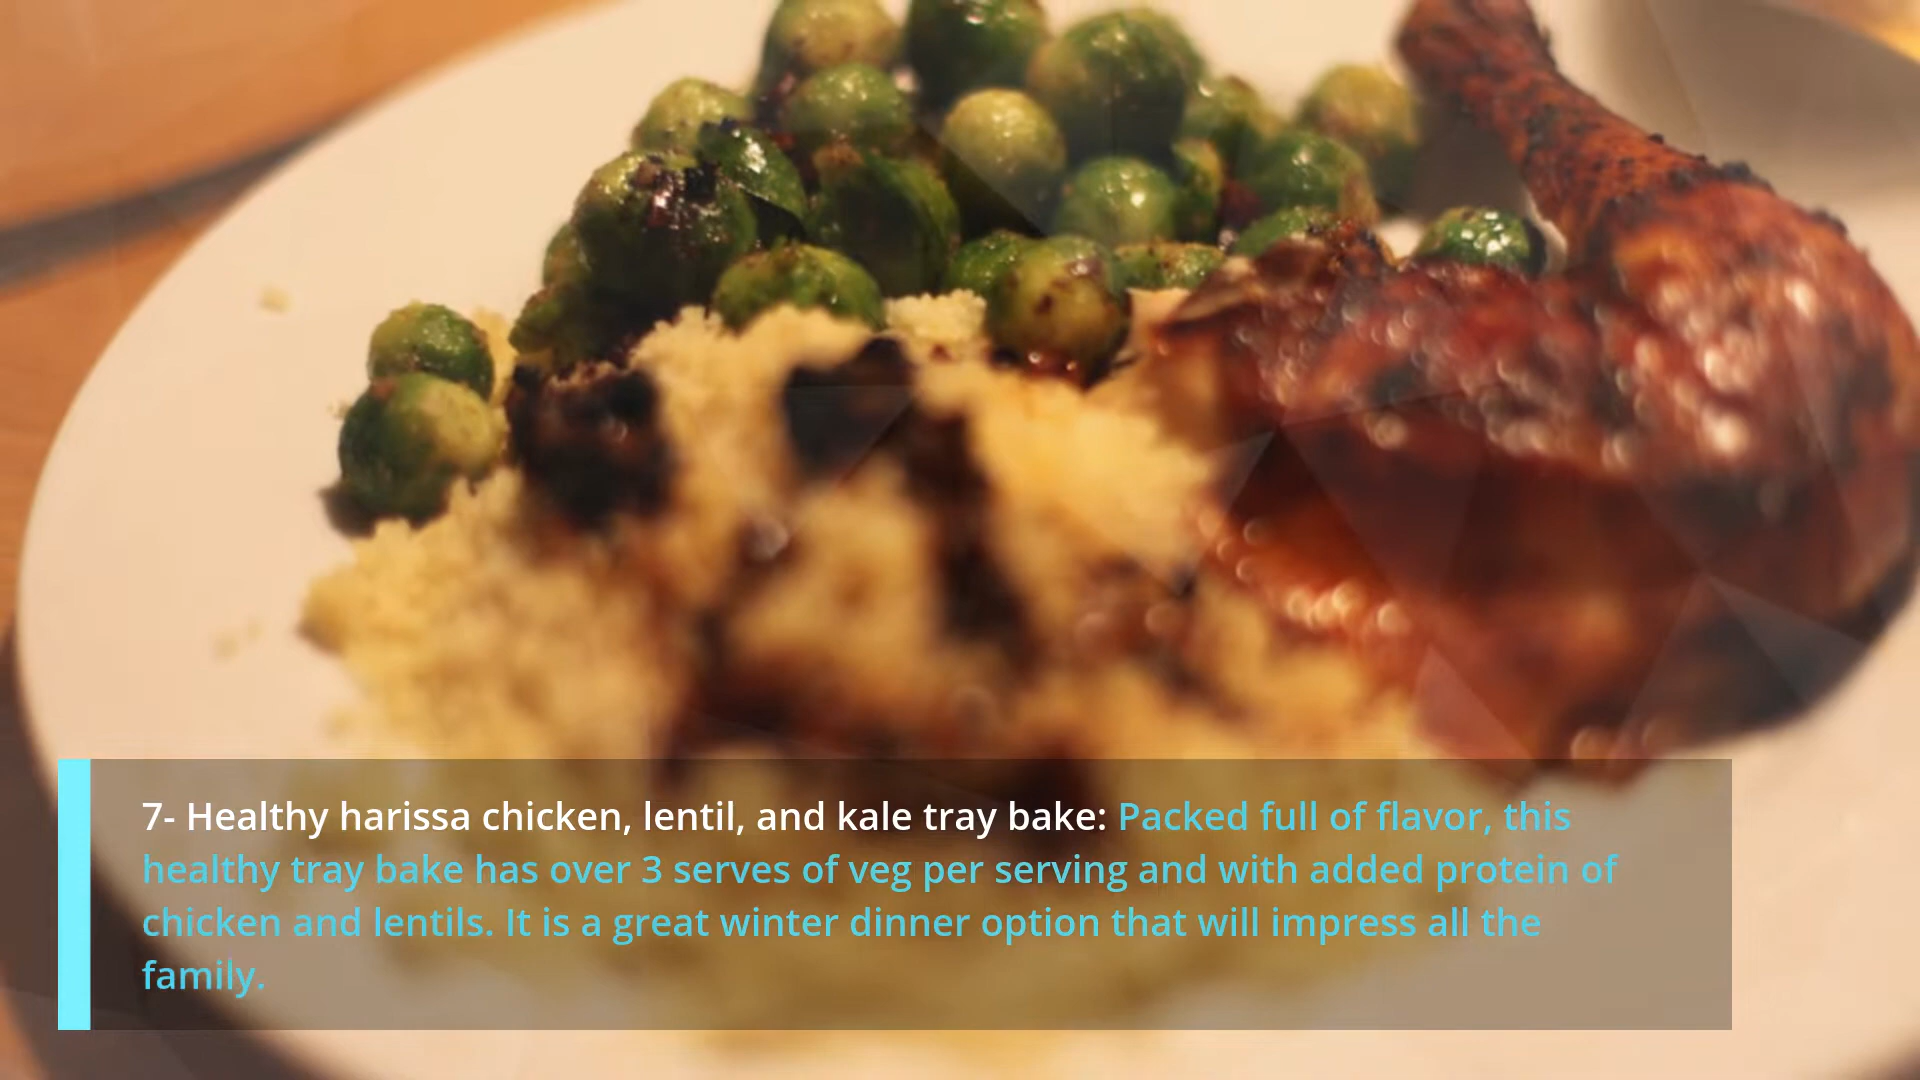 7- Healthy harissa chicken, lentil, and kale tray bake: Packed full of flavor, this
healthy tray bake has over 3 serves of veg per serving and with added protein of
chicken and lentils. It is a great winter dinner option that will impress all the
family.